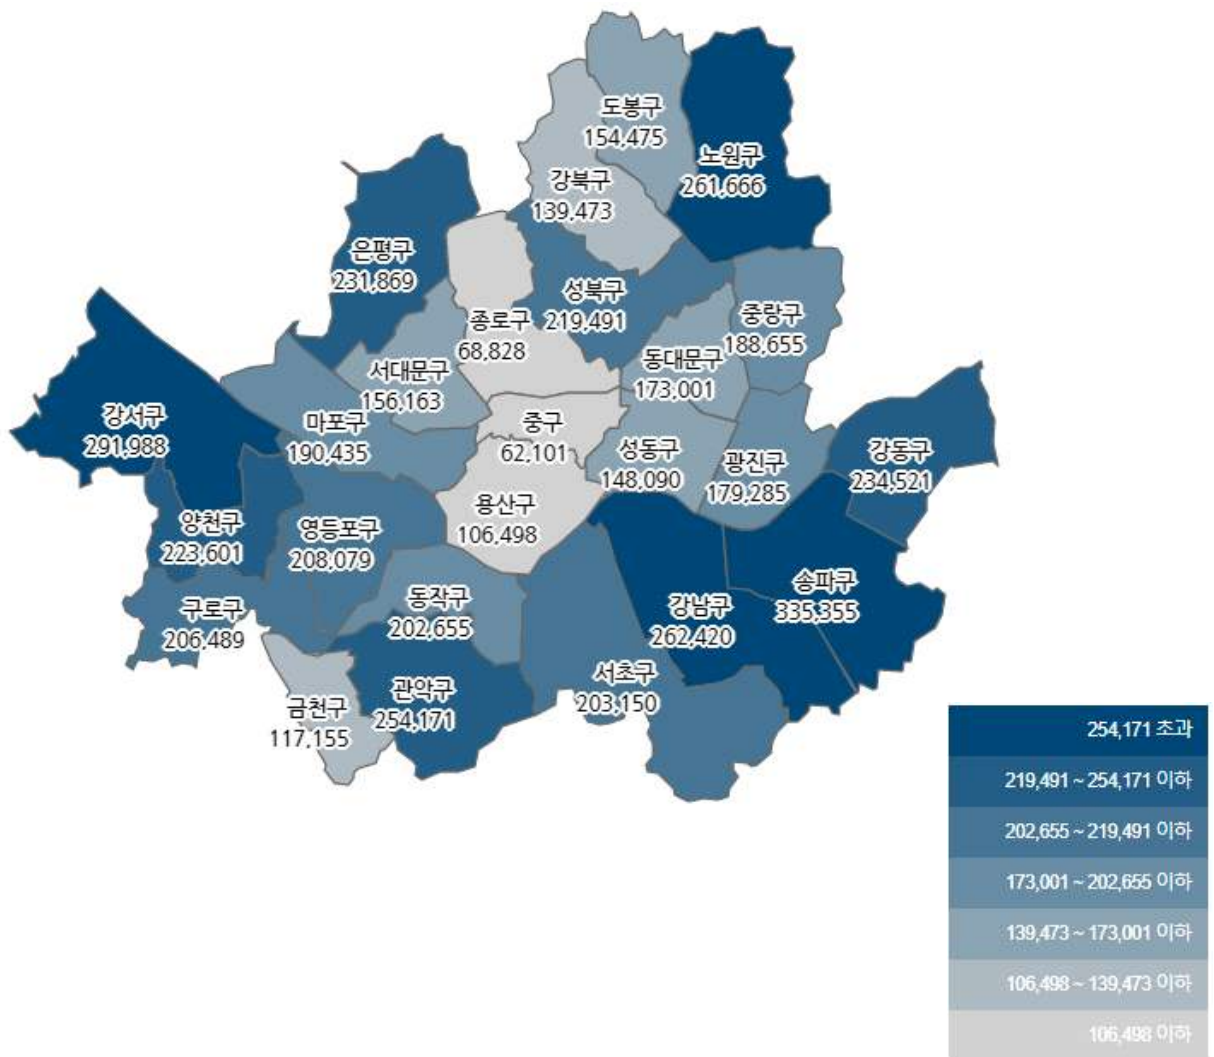 도봉구
154,475
노원구
261,666
강북구
139,473
은평구
231,869
성북구
219,491
중랑구
188,655
종로구
68,828
동대문구
173,001
서대문구
156,163
강서구
291,988
마포구
190,435
중구
62,101
성동구
148,090
광진구
179,285
강동구
234,521
용산구
106,498
양천구
223,601
영등포구
208,079
송파구
335,355
구로구
206,489
동작구
202,655
강남구
262,420
서초구
203,150
관악구
254,171
금천구
117,155
254,171 초과
219,491 ~ 254,171 이하
202,655 ~ 219,491 이하
173,001 ~ 202,655 이하
139,473 ~ 173,001 이하
106,498 ~ 139,473 이하
106,498 이하